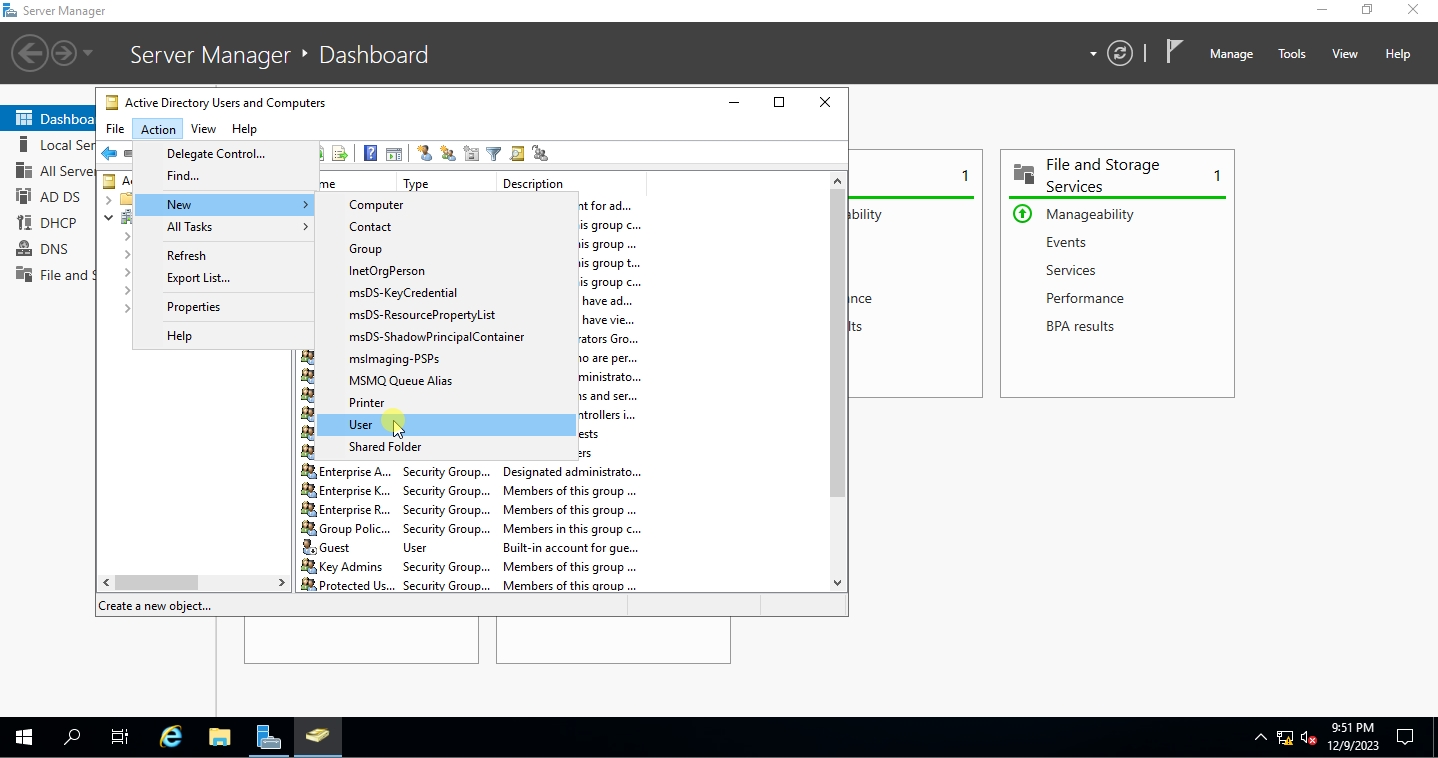 Server Manager
Server Manager ‣ Dashboard
Manage Tools View Help
Active Directory Users and Computers
File Action View Help
Dashboa
Local Ser
All Server
AD DS
DHCP
DNS
File and S
Delegate Control...
Find...
New
All Tasks
Refresh
Export List...
Properties
Help
me Type Description
Computer
Contact
Group
InetOrgPerson
msDS-KeyCredential
msDS-ResourcePropertyList
msDS-ShadowPrincipalContainer
msImaging-PSPs
MSMQ Queue Alias
Printer
User
Shared Folder
nt for ad...
is group c...
is group ...
is group t...
is group c...
have ad...
have vie...
rators Gro...
o are per...
ministrato...
s and ser...
ntrollers i...
ests
ers
Enterprise A... Security Group... Designated administrato...
Enterprise K... Security Group... Members of this group ...
Enterprise R... Security Group... Members of this group ...
Group Polic... Security Group... Members in this group c...
Guest User Built-in account for gue...
Key Admins Security Group... Members of this group ...
Protected Us... Security Group... Members of this group ...
Create a new object...
1
ability
nce
lts
File and Storage
Services
1
Manageability
Events
Services
Performance
BPA results
9:51 PM
12/9/2023